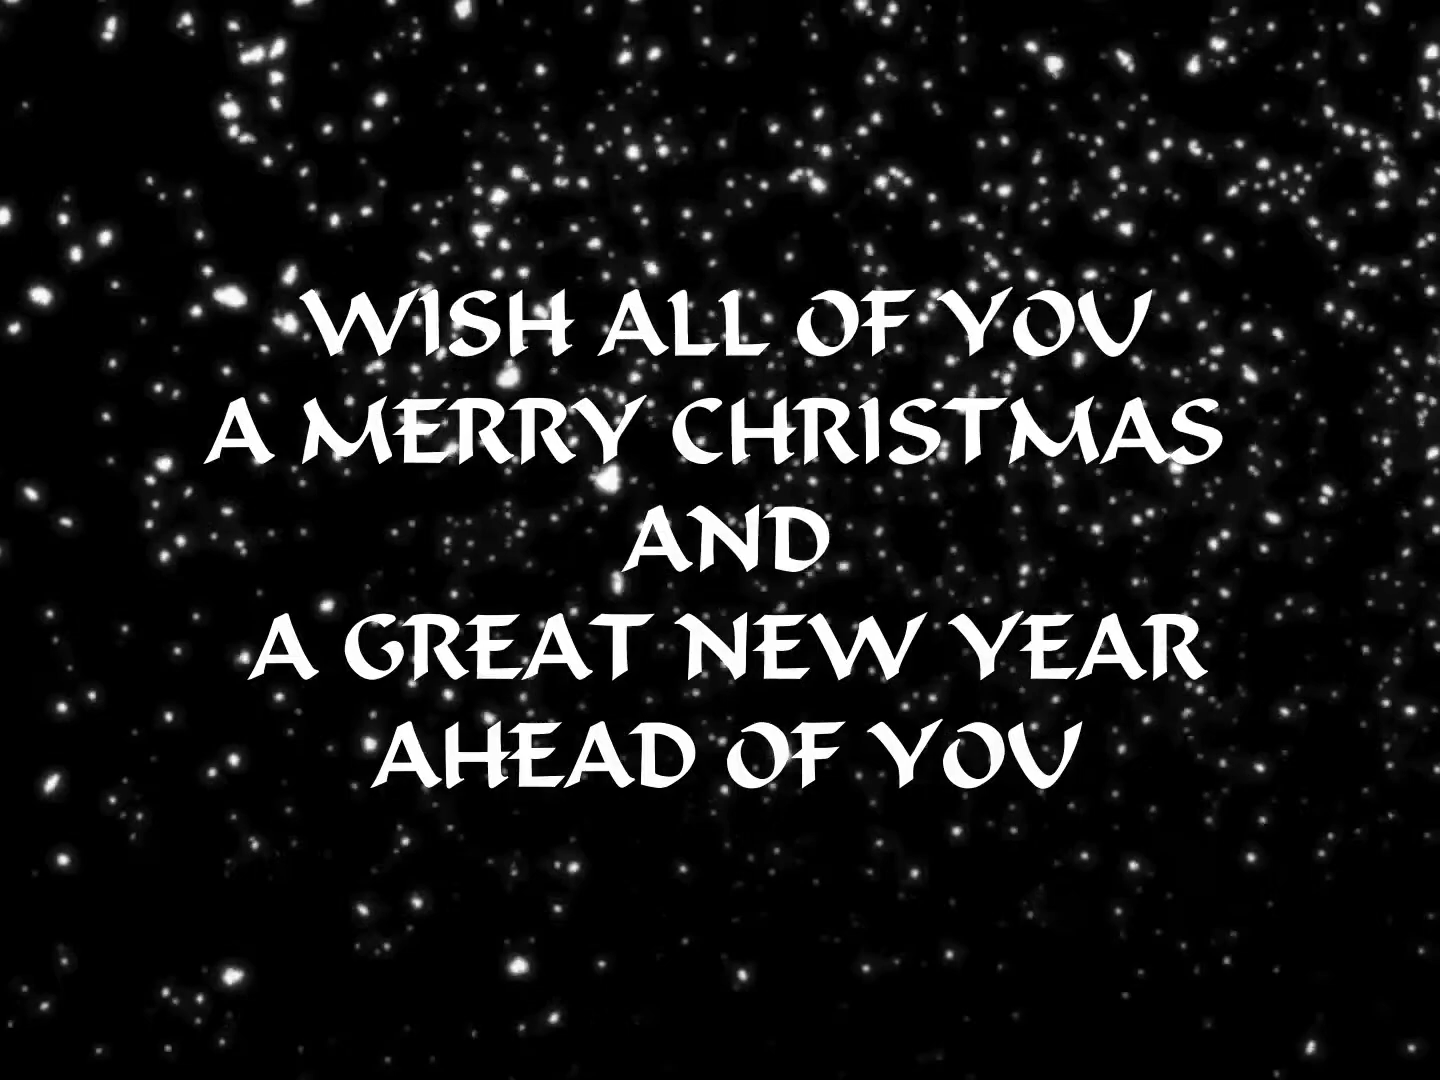 WISH ALL OF YOU
A MERRY CHRISTMAS
AND
A GREAT NEW YEAR
AHEAD OF YOU